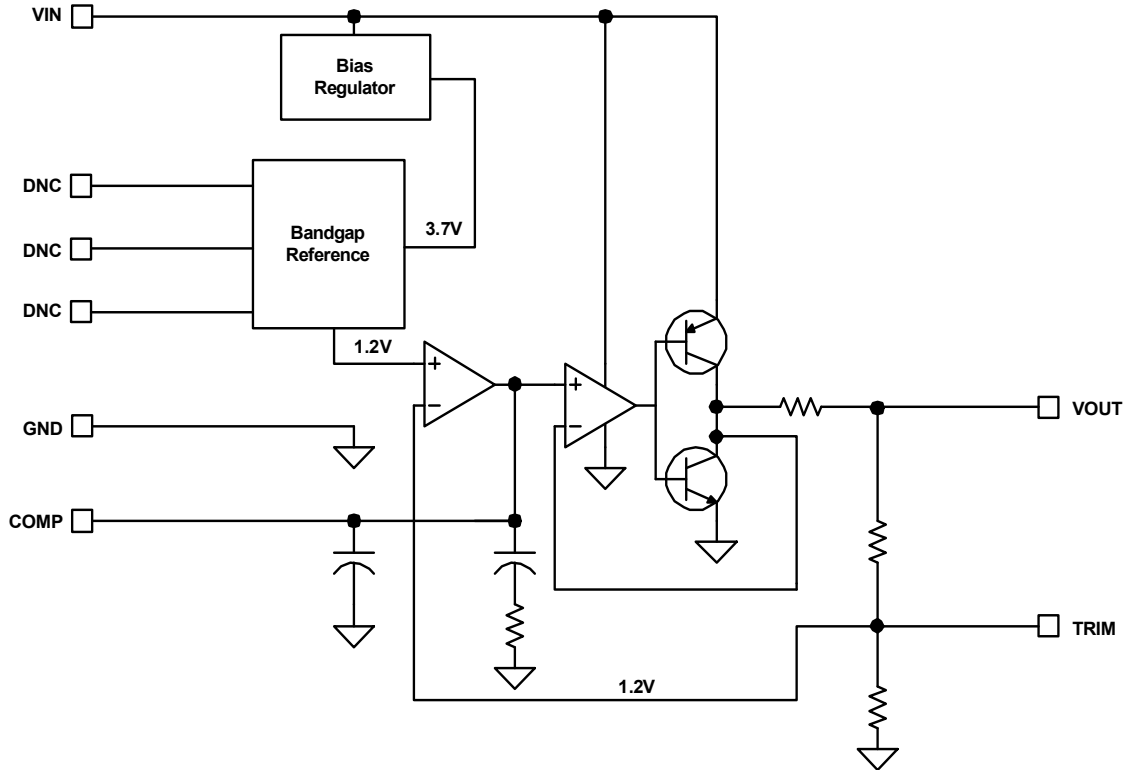 VIN
Bias
Regulator
DNC
DNC
DNC
Bandgap
Reference
3.7V
1.2V
+
−
+
−
VOUT
GND
COMP
TRIM
1.2V